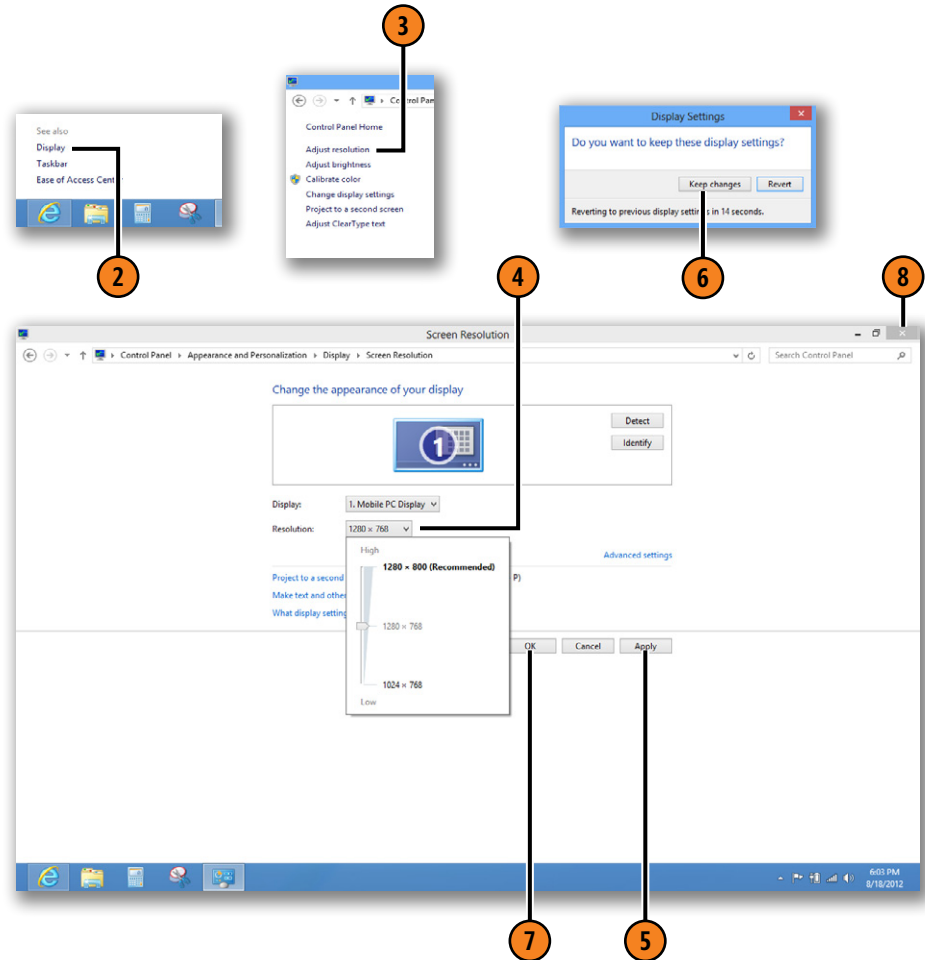 3
See also
Display
Taskbar
Ease of Access Center
2
Control Panel Home
Adjust resolution
Adjust brightness
Calibrate color
Change display settings
Project to a second screen
Adjust ClearType text
Display Settings
Do you want to keep these display settings?
Keep changes
Revert
Reverting to previous display settings in 14 seconds.
6
4
8
Screen Resolution
Control Panel
Appearance and Personalization
Display
Screen Resolution
Search Control Panel
Change the appearance of your display
1
Detect
Identify
Display:
1. Mobile PC Display
Resolution:
1280 × 768
High
1280 × 800 (Recommended)
1280 × 768
1024 × 768
Low
Advanced settings
Project to a second
P)
Make text and other
What display setting
OK
Cancel
Apply
6:03 PM
8/18/2012
7
5